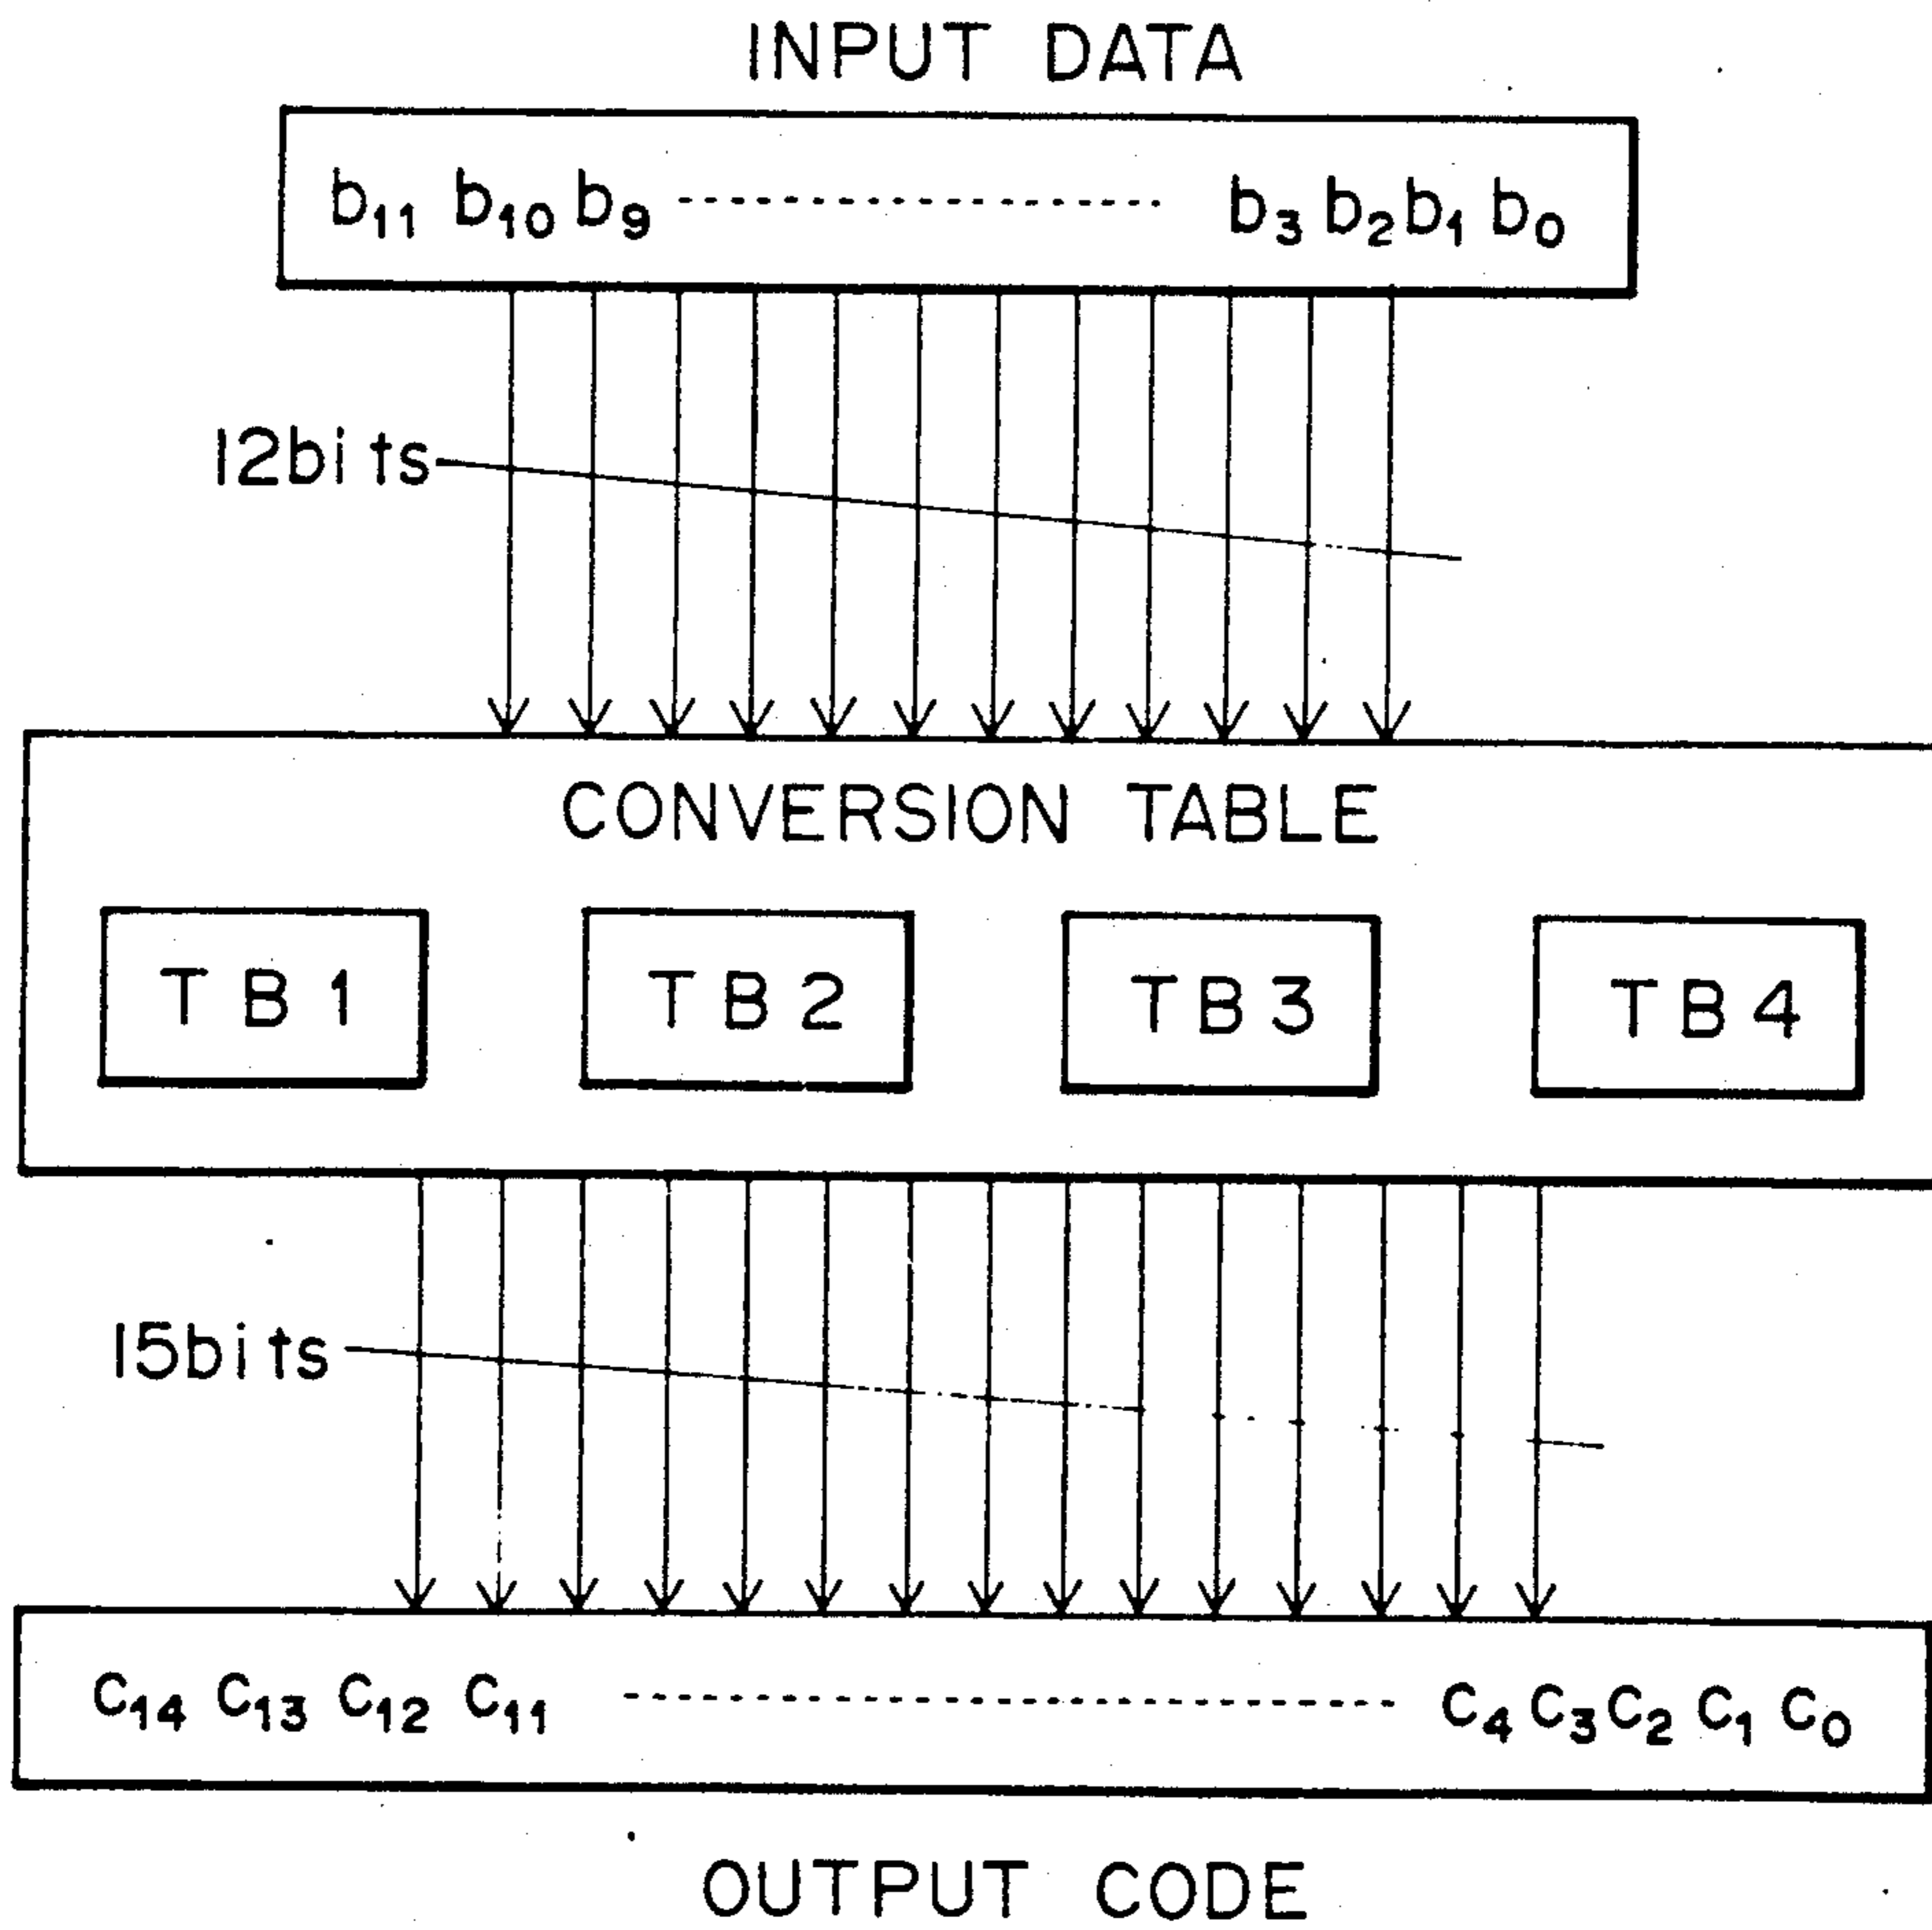 INPUT DATA
b₁₁ b₁₀ b₉ ------------------- b₃ b₂ b₁ b₀
12bits
CONVERSION TABLE
TB1 TB2 TB3 TB4
15bits
c₁₄ c₁₃ c₁₂ c₁₁ ----------------------------- c₄ c₃ c₂ c₁ c₀
OUTPUT CODE